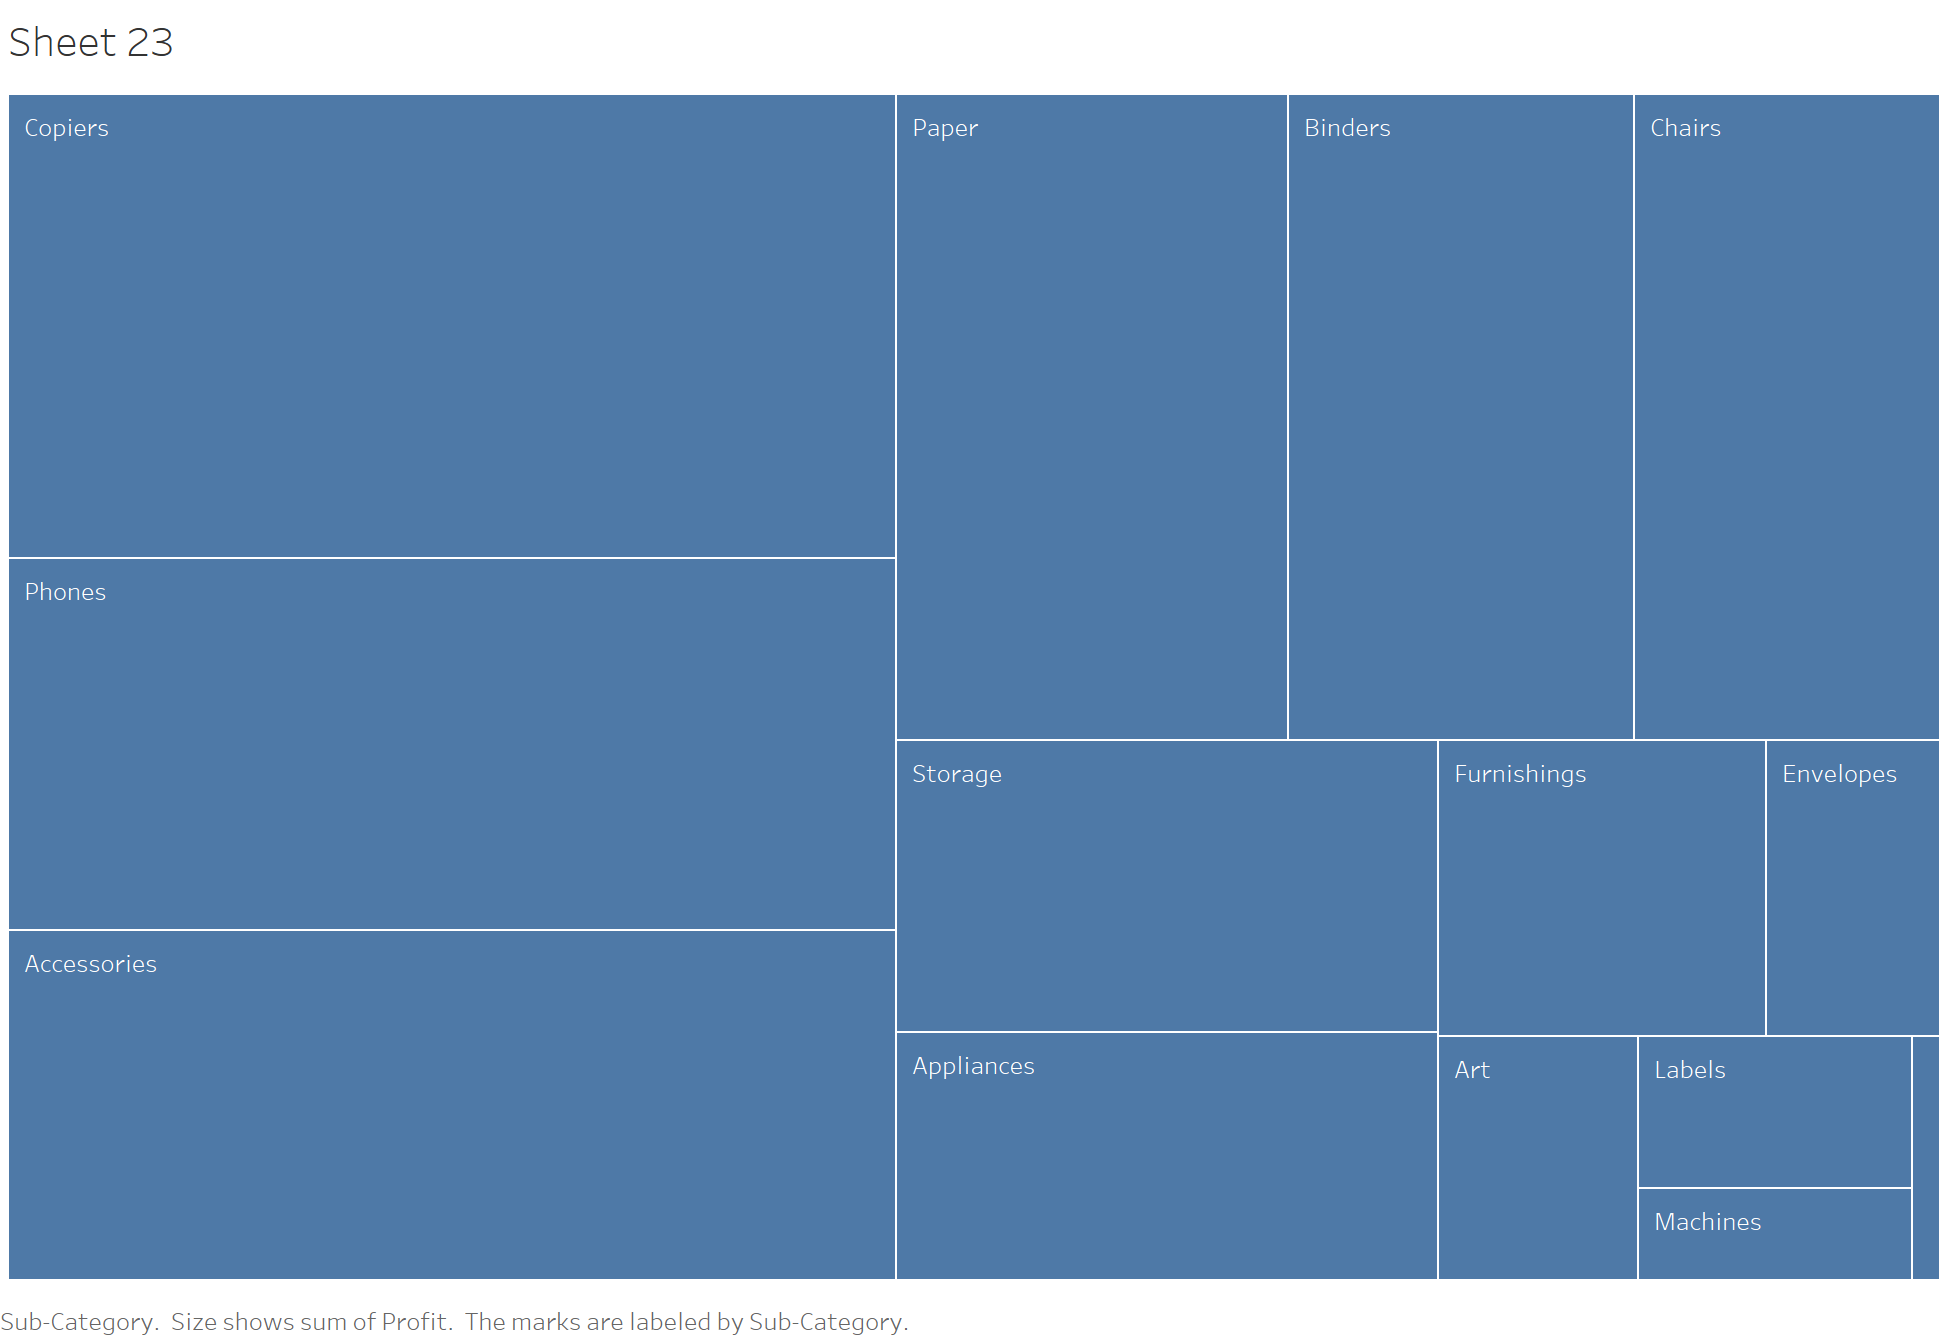 Sheet 23
Copiers
Paper
Binders
Chairs
Phones
Storage
Furnishings
Envelopes
Accessories
Appliances
Art
Labels
Machines
Sub-Category. Size shows sum of Profit. The marks are labeled by Sub-Category.